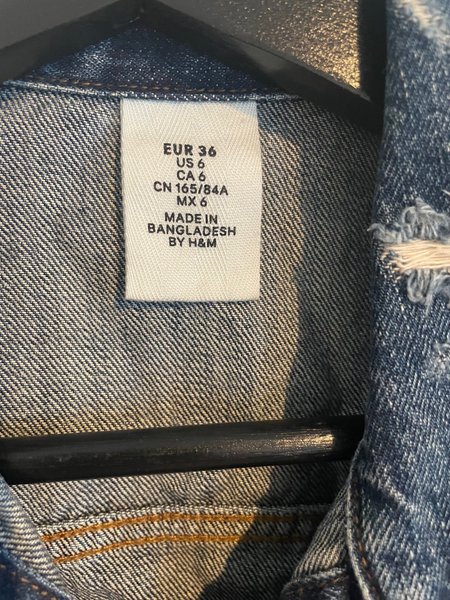 EUR 36
US 6
CA 6
CN 165/84A
MX 6
MADE IN
BANGLADESH
BY H&M